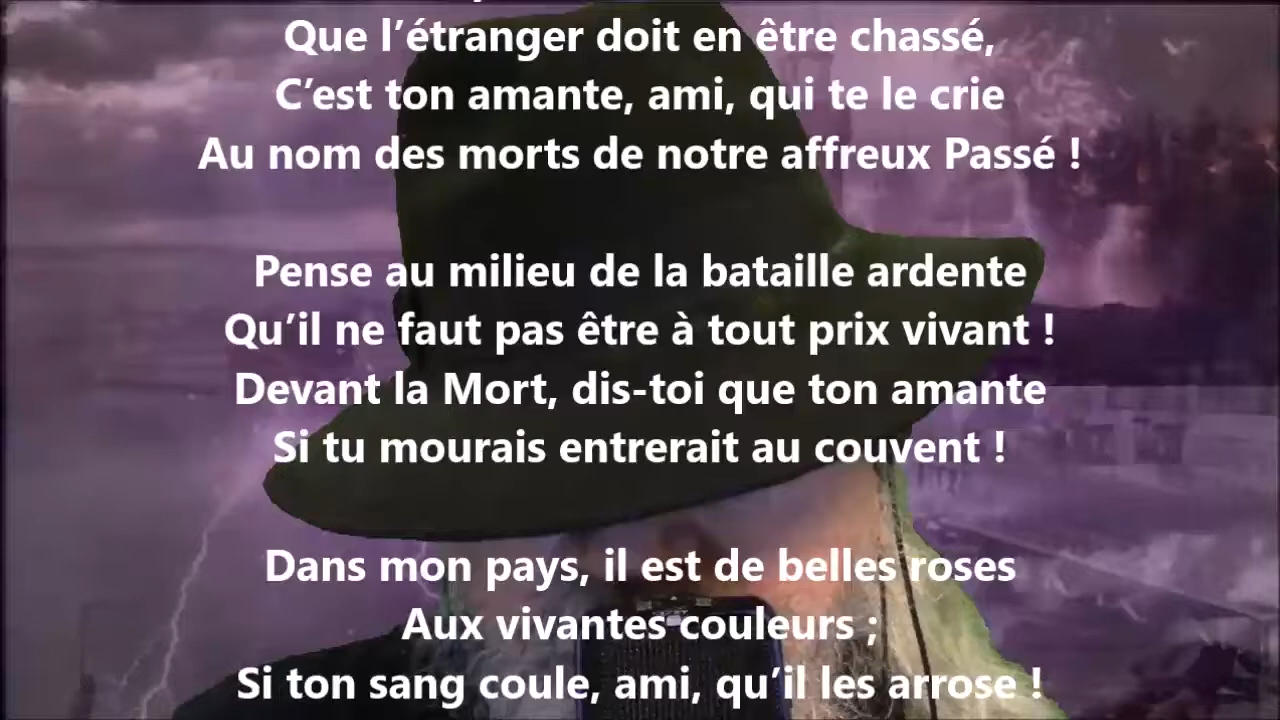 Que l’étranger doit en être chassé,
C’est ton amante, ami, qui te le crie
Au nom des morts de notre affreux Passé !
Pense au milieu de la bataille ardente
Qu’il ne faut pas être à tout prix vivant !
Devant la Mort, dis-toi que ton amante
Si tu mourais entrerait au couvent !
Dans mon pays, il est de belles roses
Aux vivantes couleurs ;
Si ton sang coule, ami, qu’il les arrose !